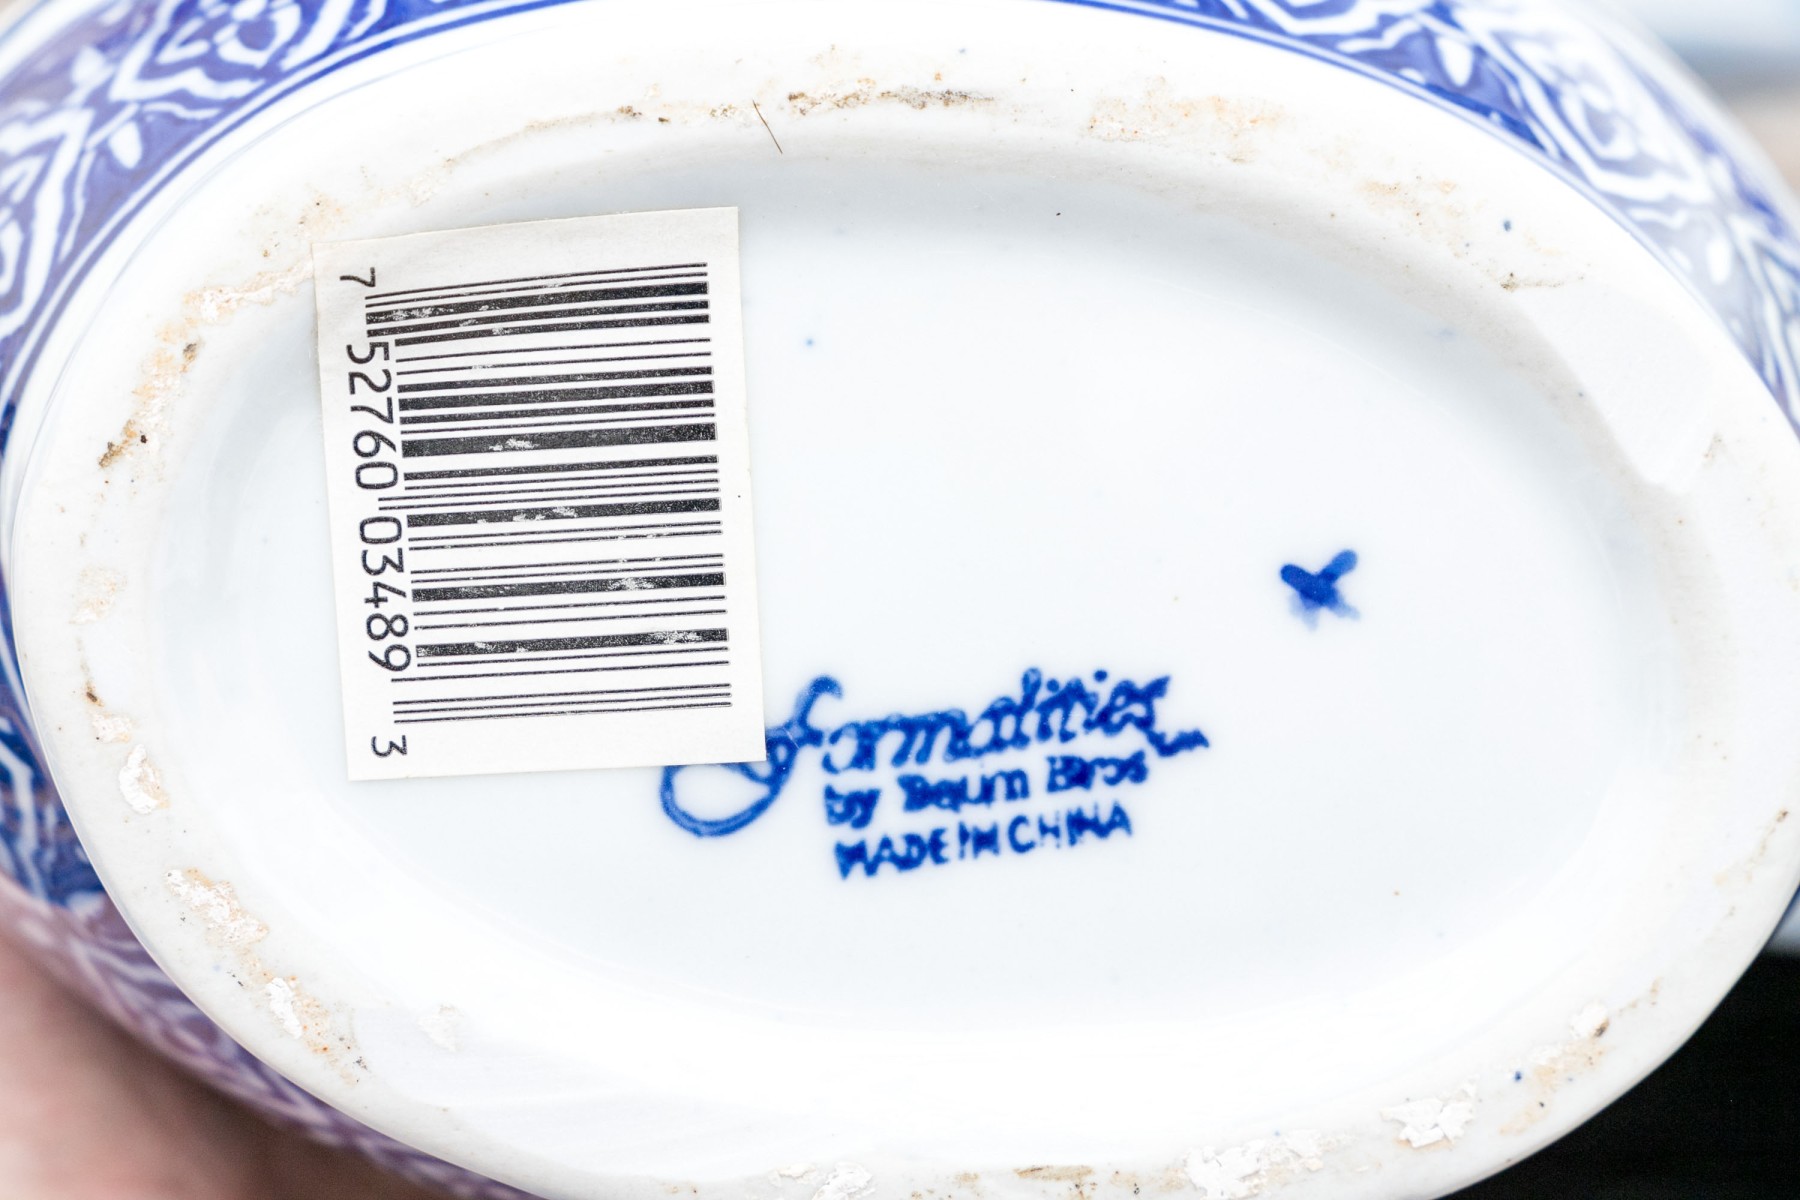 7 52760 03489 3
Formalities
by Baum Bros
MADE IN CHINA